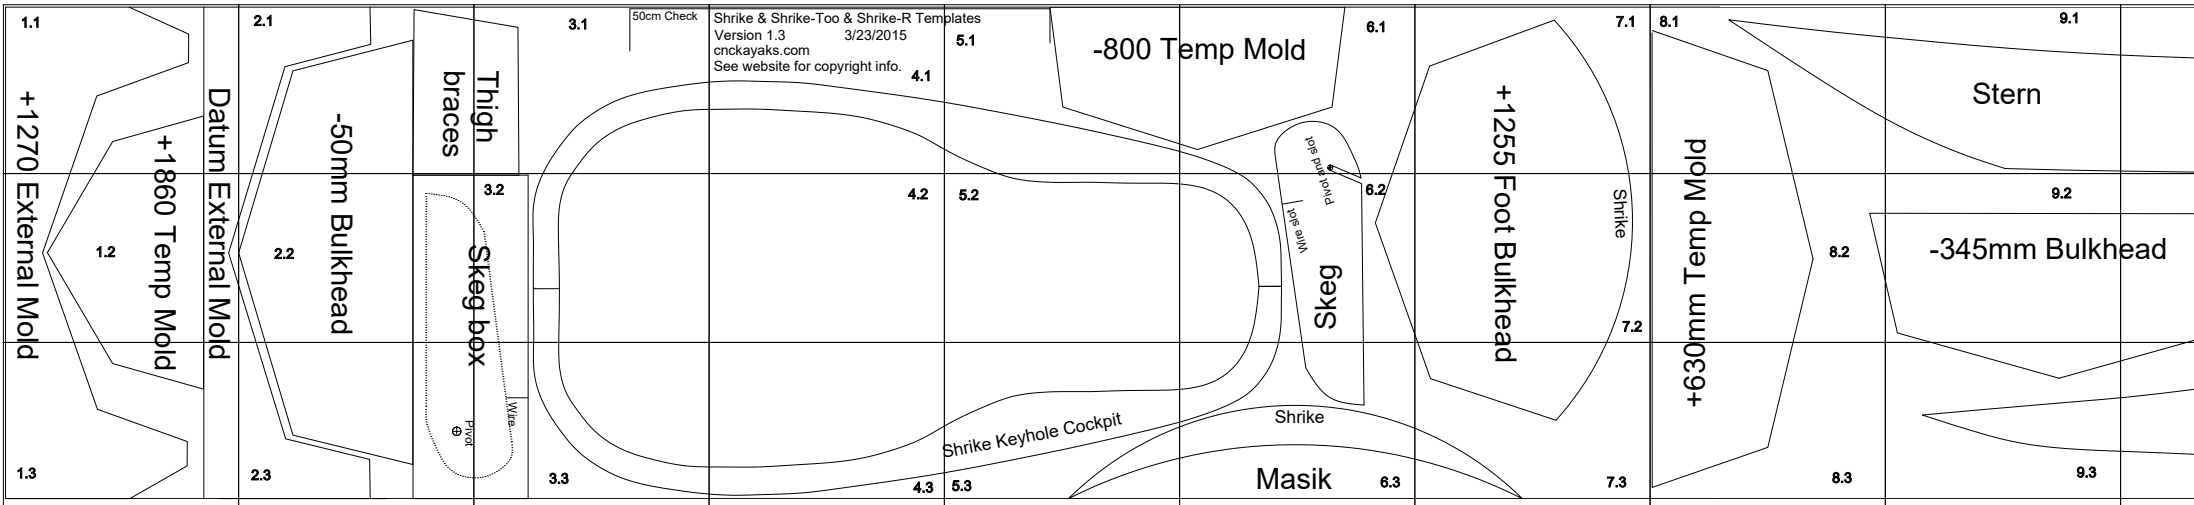 1.1
+1270 External Mold
1.2
1.3
+1860 Temp Mold
Datum External Mold
2.1
2.2
2.3
-50mm Bulkhead
Thigh
braces
3.1
3.2
3.3
Skeg box
Wire
Pivot
50cm Check
Shrike & Shrike-Too & Shrike-R Templates
Version 1.3 3/23/2015
cnckayaks.com
See website for copyright info.
4.1
4.2
4.3
5.1
5.2
5.3
Shrike Keyhole Cockpit
-800 Temp Mold
6.1
6.2
6.3
Pivot and slot
Wire slot
Skeg
Shrike
Masik
+1255 Foot Bulkhead
Shrike
7.1
7.2
7.3
8.1
8.2
8.3
+630mm Temp Mold
9.1
Stern
9.2
-345mm Bulkhead
9.3